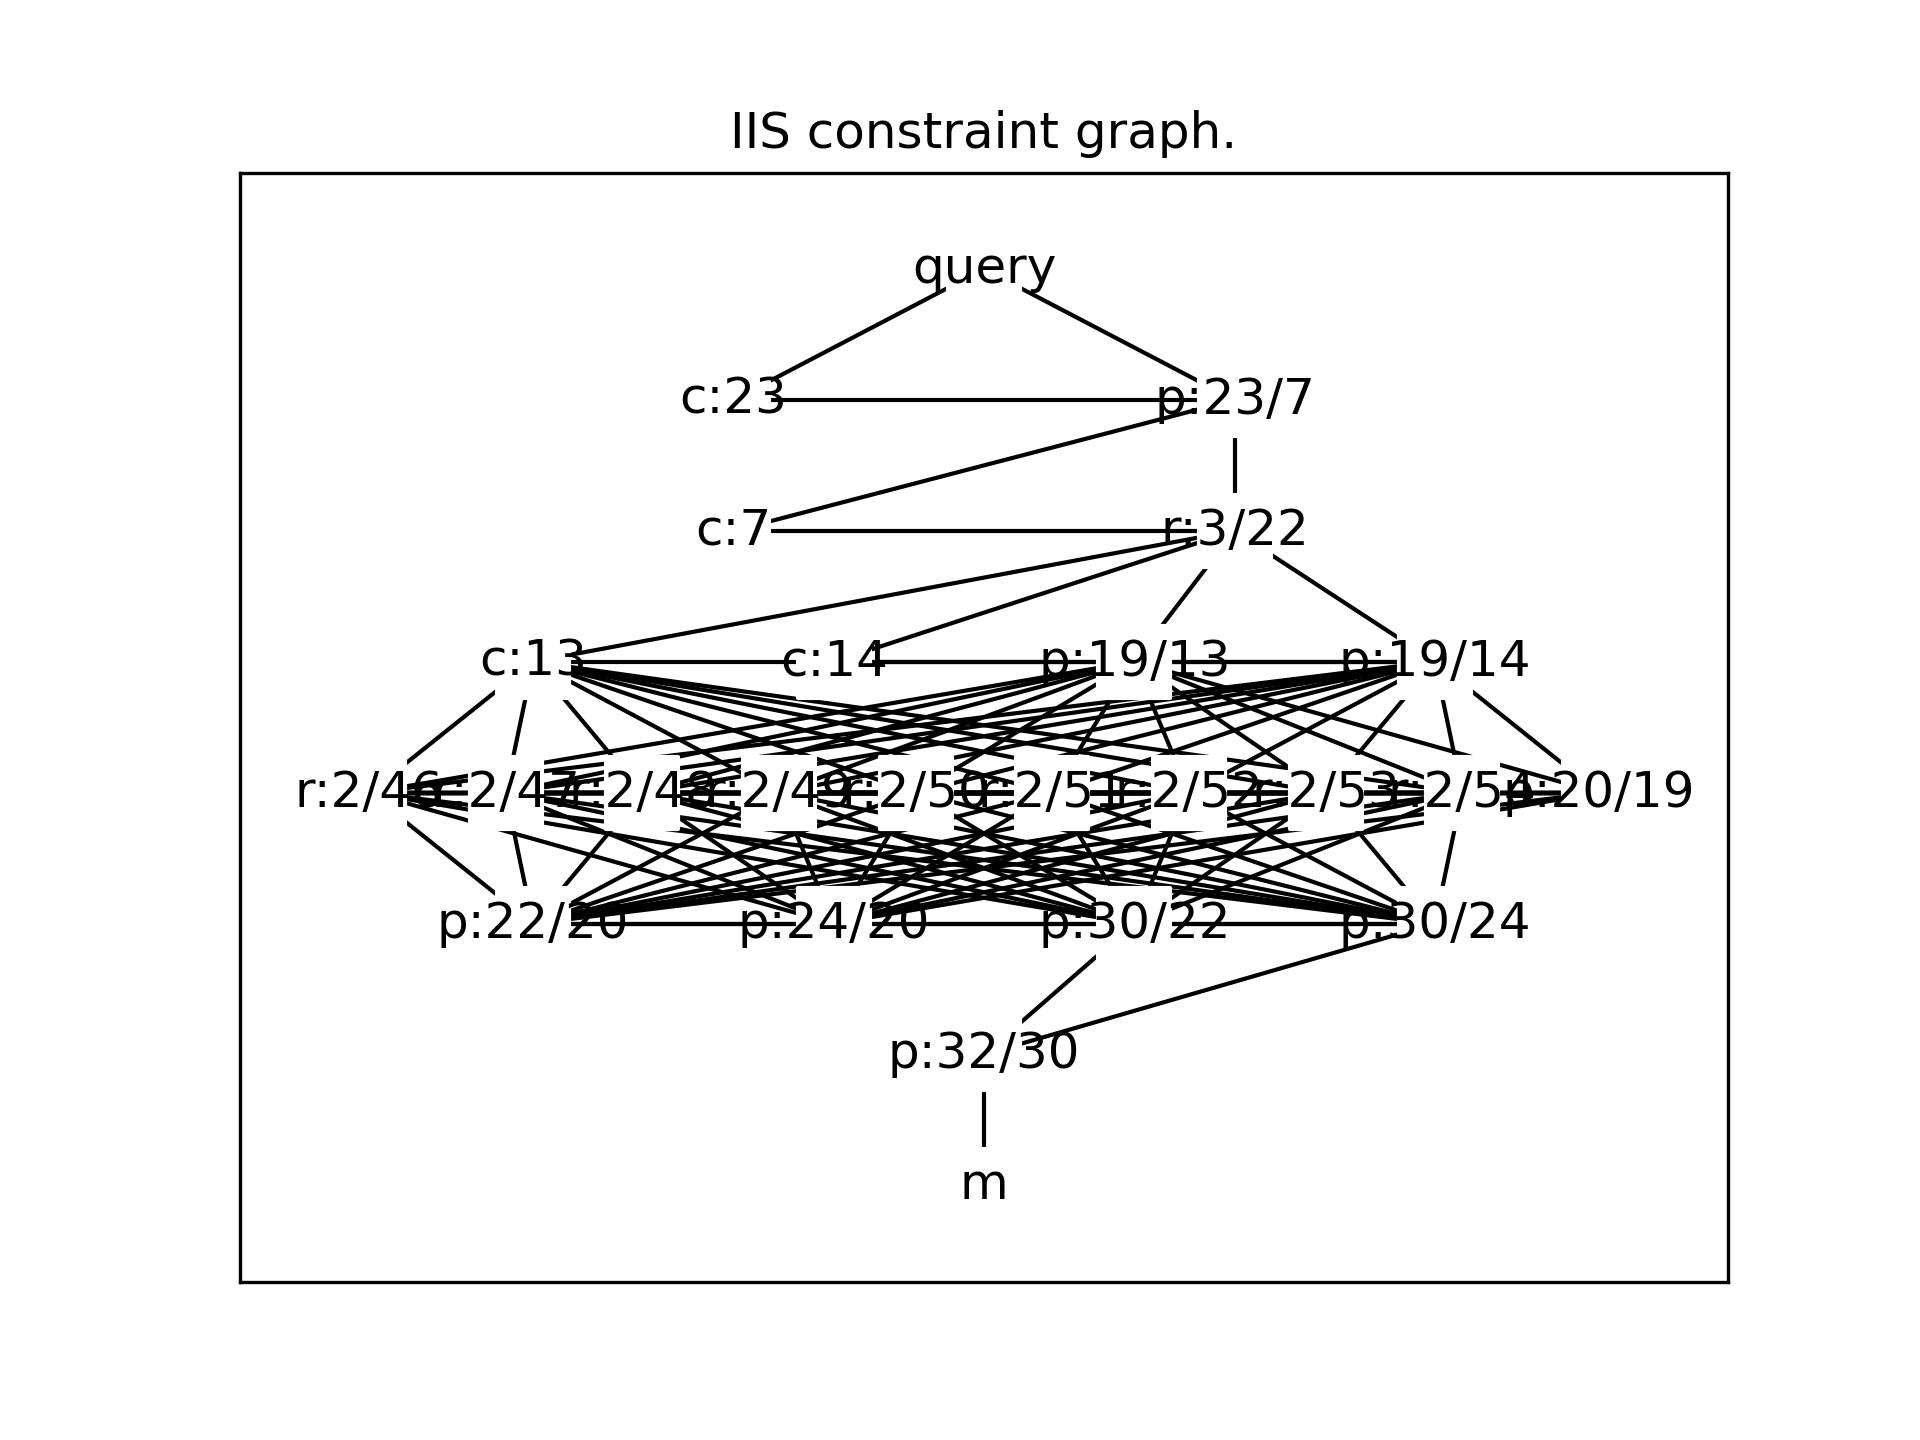 IIS constraint graph.
query
c:23 p:23/7
c:7 r:3/22
c:13 c:14 p:19/13 p:19/14
r:2/46 r:2/47 r:2/48 r:2/49 r:2/50 r:2/51 r:2/52 r:2/53 r:2/54 p:20/19
p:22/20 p:24/20 p:30/22 p:30/24
p:32/30
m